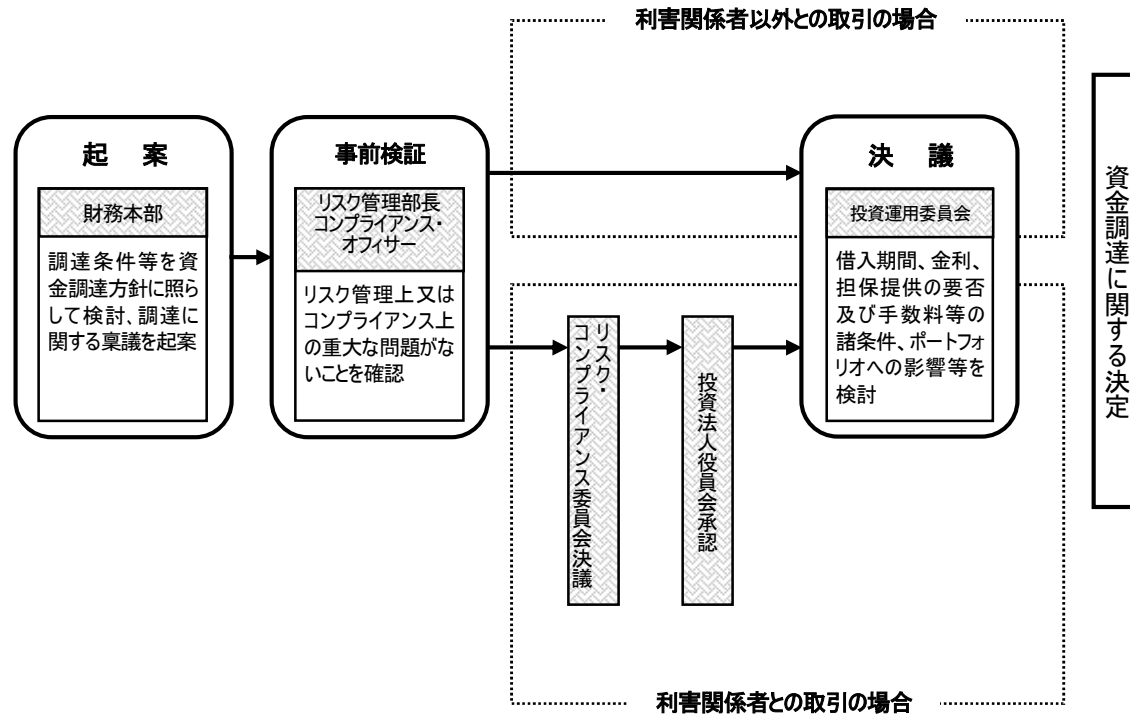 利害関係者以外との取引の場合
起　案
財務本部
調達条件等を資
金調達方針に照ら
して検討、調達に
関する稟議を起案
事前検証
リスク管理部長
コンプライアンス・
オフィサー
リスク管理上又は
コンプライアンス上
の重大な問題がな
いことを確認
リスク・
コンプライアンス委員会決議
投資法人役員会承認
決　議
投資運用委員会
借入期間、金利、
担保提供の要否
及び手数料等の
諸条件、ポートフォ
リオへの影響等を
検討
資金調達に関する決定
利害関係者との取引の場合